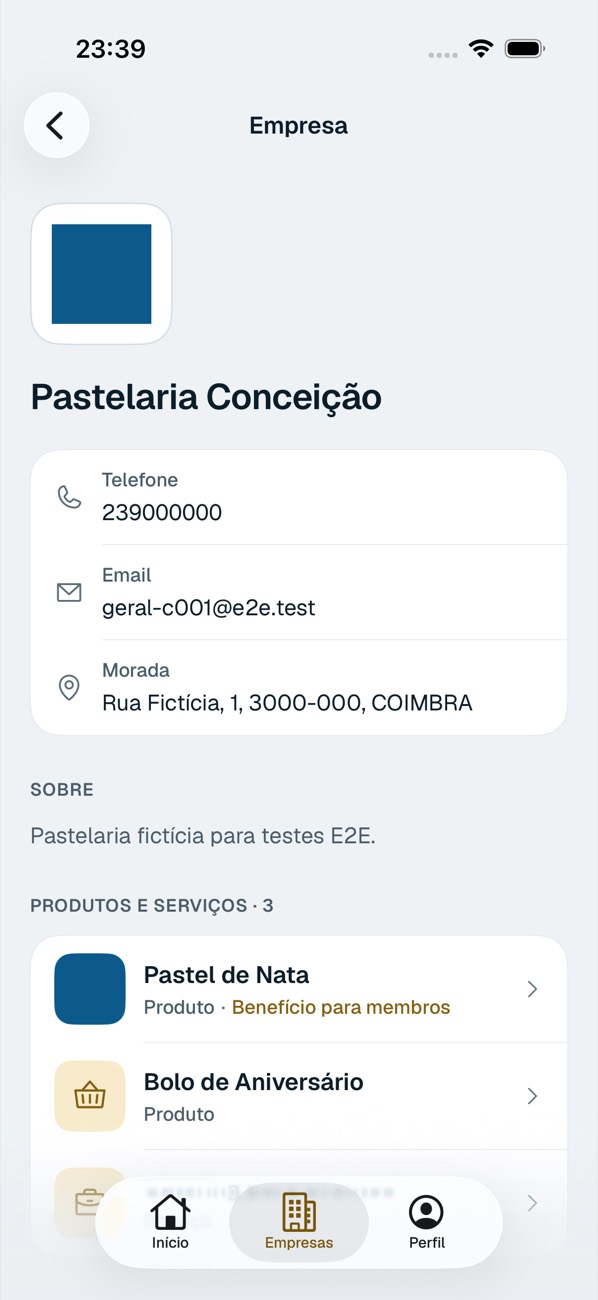 23:39
Empresa
Pastelaria Conceição
Telefone
239000000
Email
geral-c001@e2e.test
Morada
Rua Fictícia, 1, 3000-000, COIMBRA
SOBRE
Pastelaria fictícia para testes E2E.
PRODUTOS E SERVIÇOS · 3
Pastel de Nata
Produto · Benefício para membros
Bolo de Aniversário
Produto
Início
Empresas
Perfil